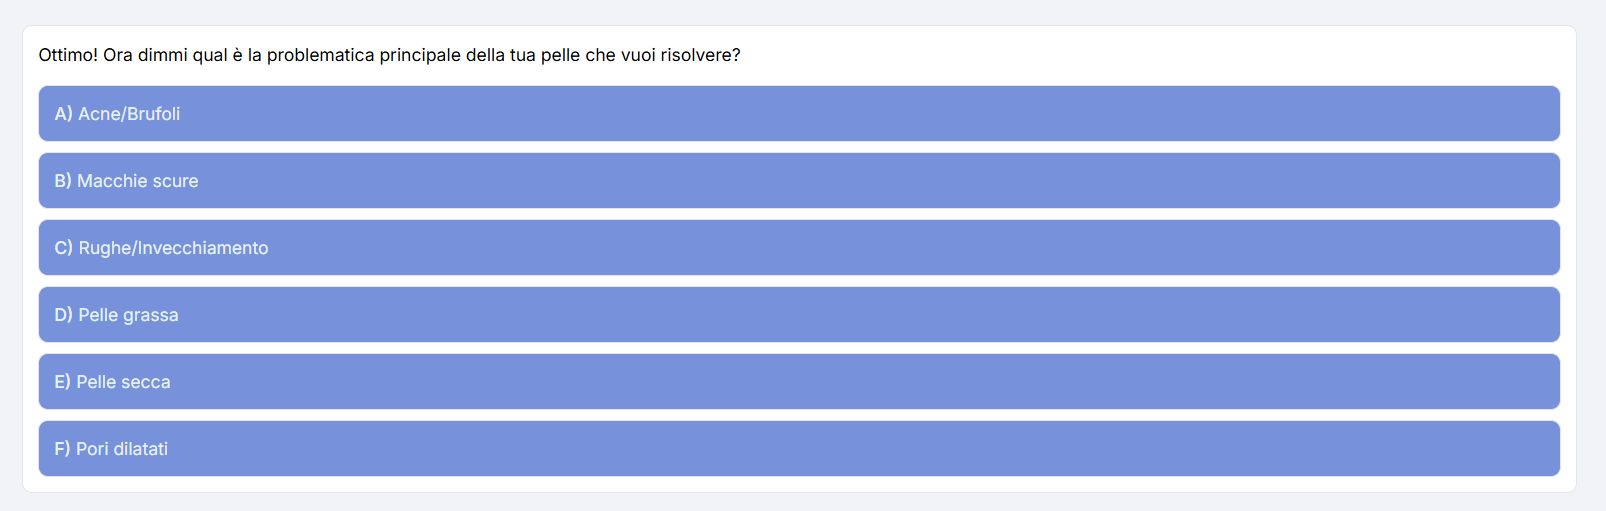 Ottimo! Ora dimmi qual è la problematica principale della tua pelle che vuoi risolvere?
A) Acne/Brufoli
B) Macchie scure
C) Rughe/Invecchiamento
D) Pelle grassa
E) Pelle secca
F) Pori dilatati